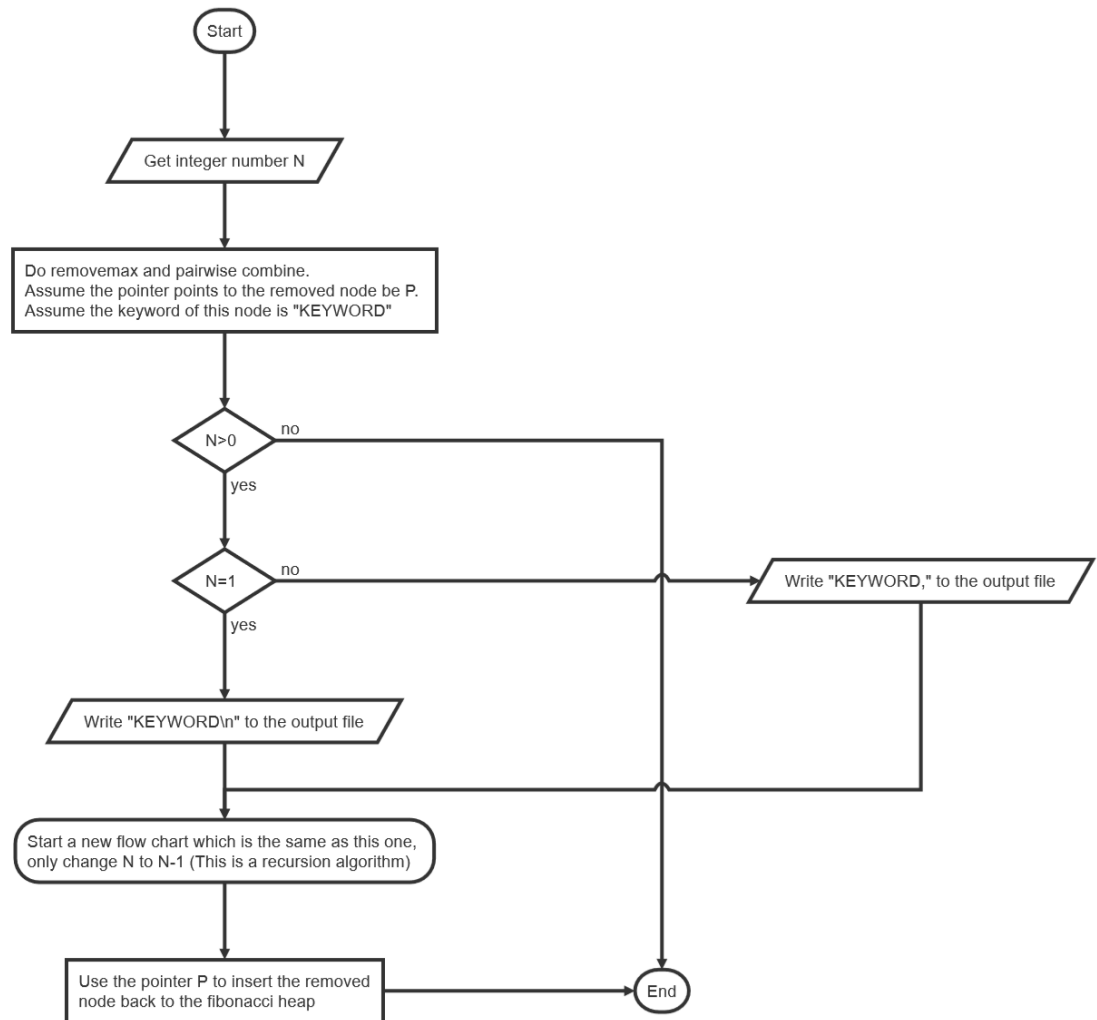 Start
Get integer number N
Do removemax and pairwise combine.
Assume the pointer points to the removed node be P.
Assume the keyword of this node is "KEYWORD"
N>0
no
yes
N=1
no
yes
Write "KEYWORD," to the output file
Write "KEYWORD\n" to the output file
Start a new flow chart which is the same as this one,
only change N to N-1 (This is a recursion algorithm)
Use the pointer P to insert the removed
node back to the fibonacci heap
End